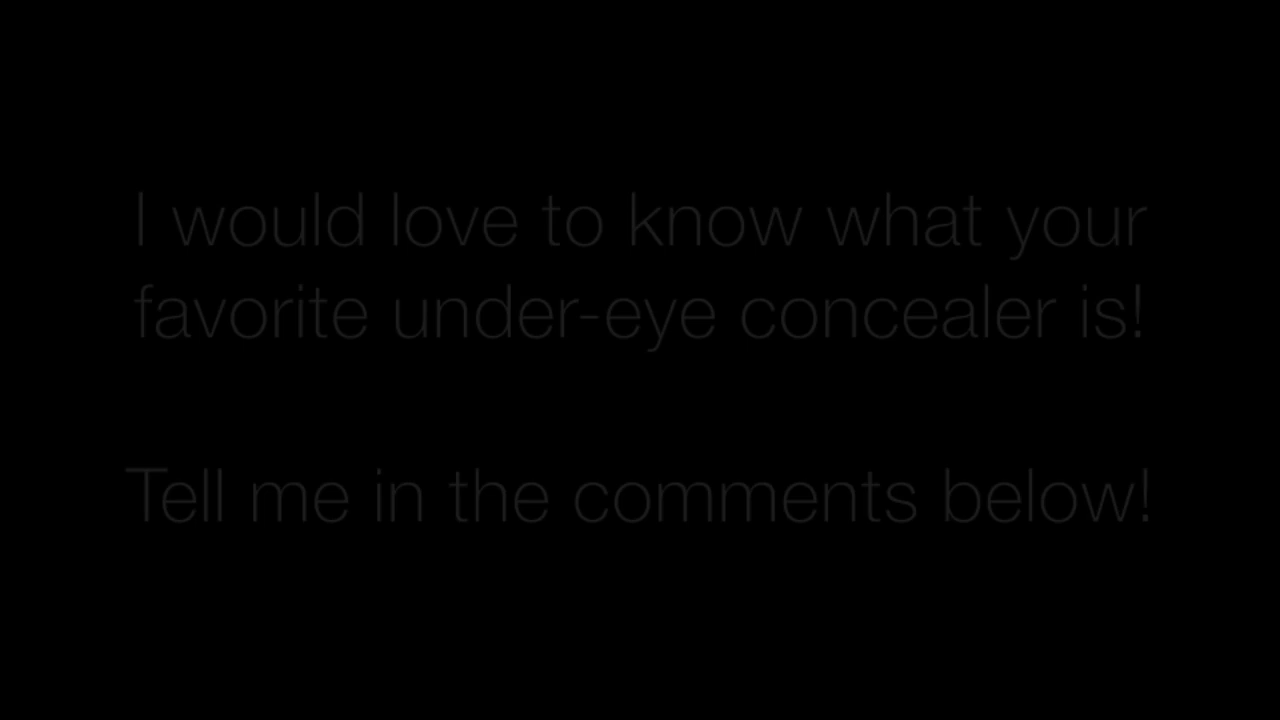 I would love to know what your
favorite under-eye concealer is!
Tell me in the comments below!